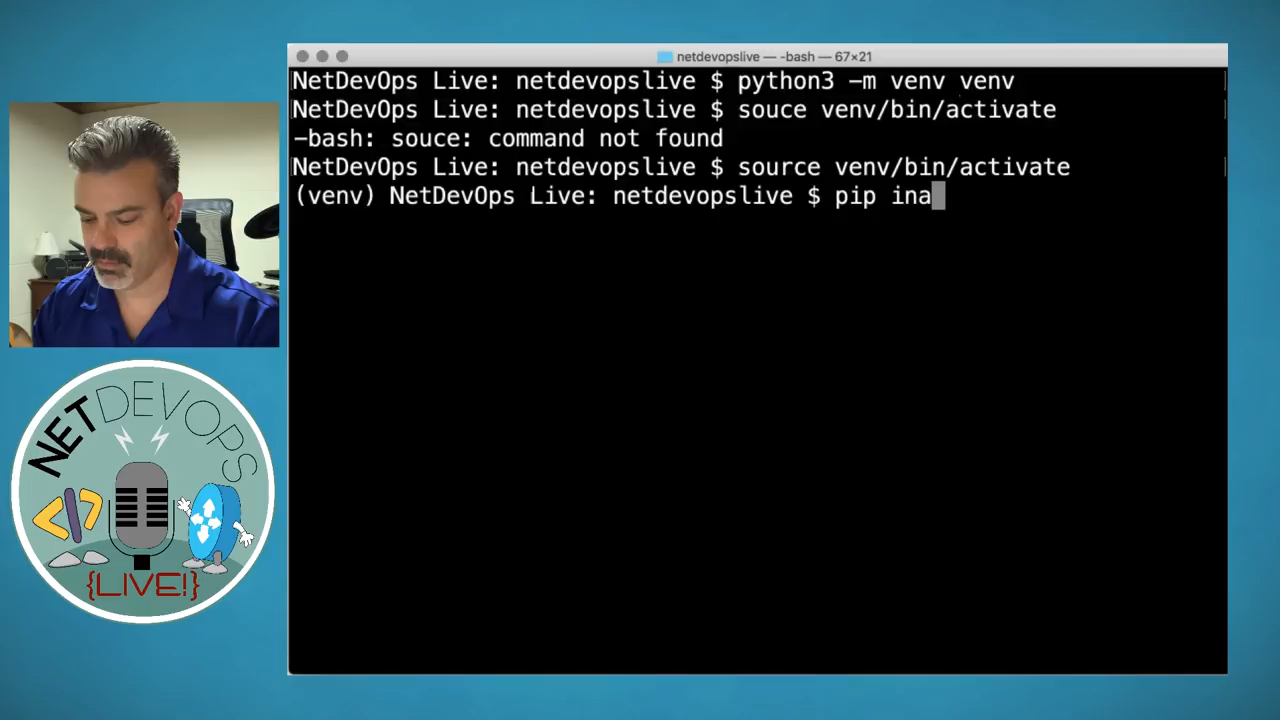 netdevopslive — -bash — 67×21
NetDevOps Live: netdevopslive $ python3 -m venv venv
NetDevOps Live: netdevopslive $ souce venv/bin/activate
-bash: souce: command not found
NetDevOps Live: netdevopslive $ source venv/bin/activate
(venv) NetDevOps Live: netdevopslive $ pip ina
NETDEVOPS
</>
{LIVE!}